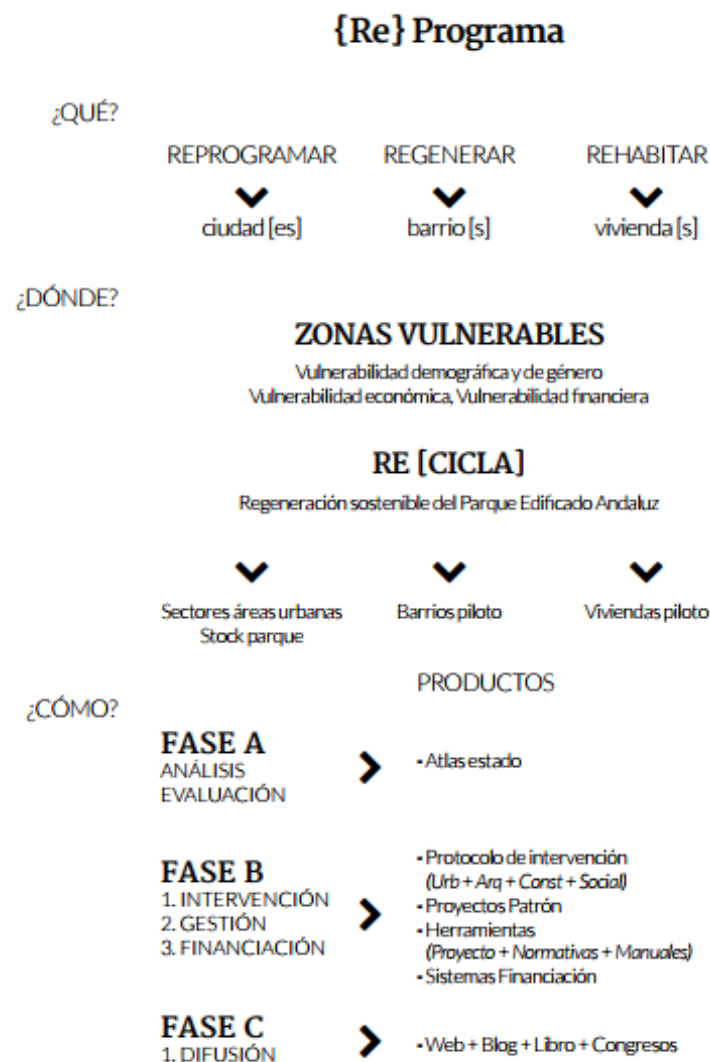 {Re} Programa
¿QUÉ?
REPROGRAMAR REGENERAR REHABITAR
ciudad [es] barrio [s] vivienda [s]
¿DÓNDE?
ZONAS VULNERABLES
Vulnerabilidad demográfica y de género
Vulnerabilidad económica, Vulnerabilidad financiera
RE [CICLA]
Regeneración sostenible del Parque Edificado Andaluz
Sectores áreas urbanas Barrios piloto Viviendas piloto
Stock parque
PRODUCTOS
¿CÓMO?
FASE A
ANÁLISIS
EVALUACIÓN
- Atlas estado
FASE B
1. INTERVENCIÓN
2. GESTIÓN
3. FINANCIACIÓN
- Protocolo de intervención
(Urb + Arq + Const + Social)
- Proyectos Patrón
- Herramientas
(Proyecto + Normativas + Manuales)
- Sistemas Financiación
FASE C
1. DIFUSIÓN
- Web + Blog + Libro + Congresos